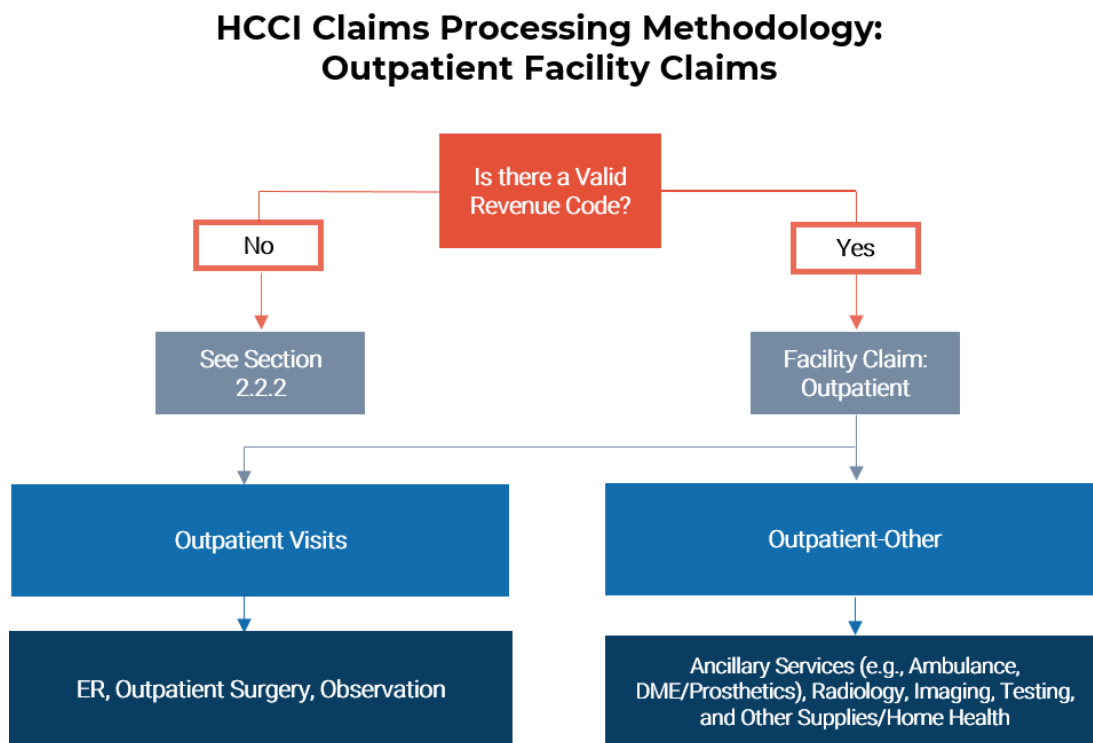 HCCI Claims Processing Methodology:
Outpatient Facility Claims
Is there a Valid
Revenue Code?
No
Yes
See Section
2.2.2
Facility Claim:
Outpatient
Outpatient Visits
Outpatient-Other
ER, Outpatient Surgery, Observation
Ancillary Services (e.g., Ambulance,
DME/Prosthetics), Radiology, Imaging, Testing,
and Other Supplies/Home Health